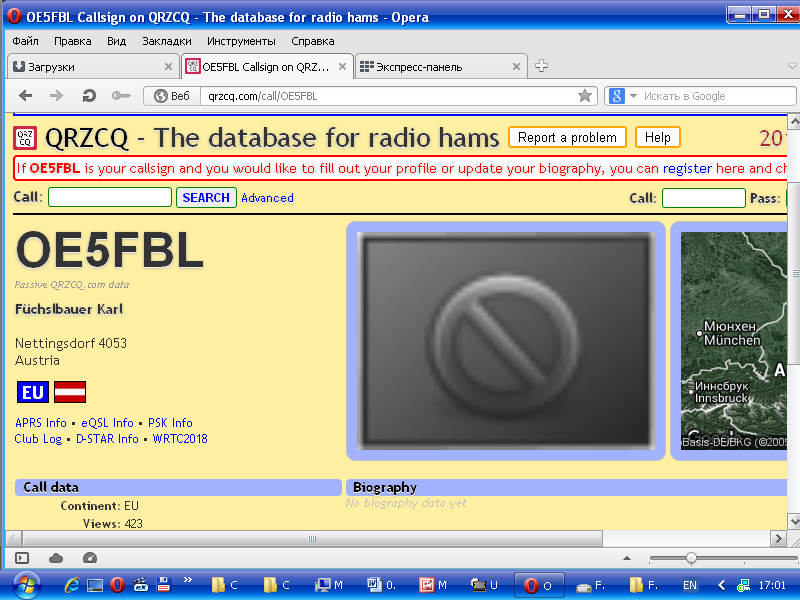 OE5FBL Callsign on QRZCQ - The database for radio hams - Opera
Файл Правка Вид Закладки Инструменты Справка
Загрузки OE5FBL Callsign on QRZ... Экспресс-панель
Веб qrzcq.com/call/OE5FBL Искать в Google
QRZ CQ QRZCQ - The database for radio hams Report a problem Help 20
If OE5FBL is your callsign and you would like to fill out your profile or update your biography, you can register here and ch
Call: SEARCH Advanced Call: Pass:
OE5FBL
Passive QRZCQ.com data
Füchslbauer Karl
Nettingsdorf 4053
Austria
EU
APRS Info • eQSL Info • PSK Info
Club Log • D-STAR Info • WRTC2018
Мюнхен
München
A
Иннсбрук
Innsbruck
Basis-DE/BKG (©2009
Call data
Continent: EU
Views: 423
Biography
No biography data yet
C C M 0. M U O F. F. EN 17:01